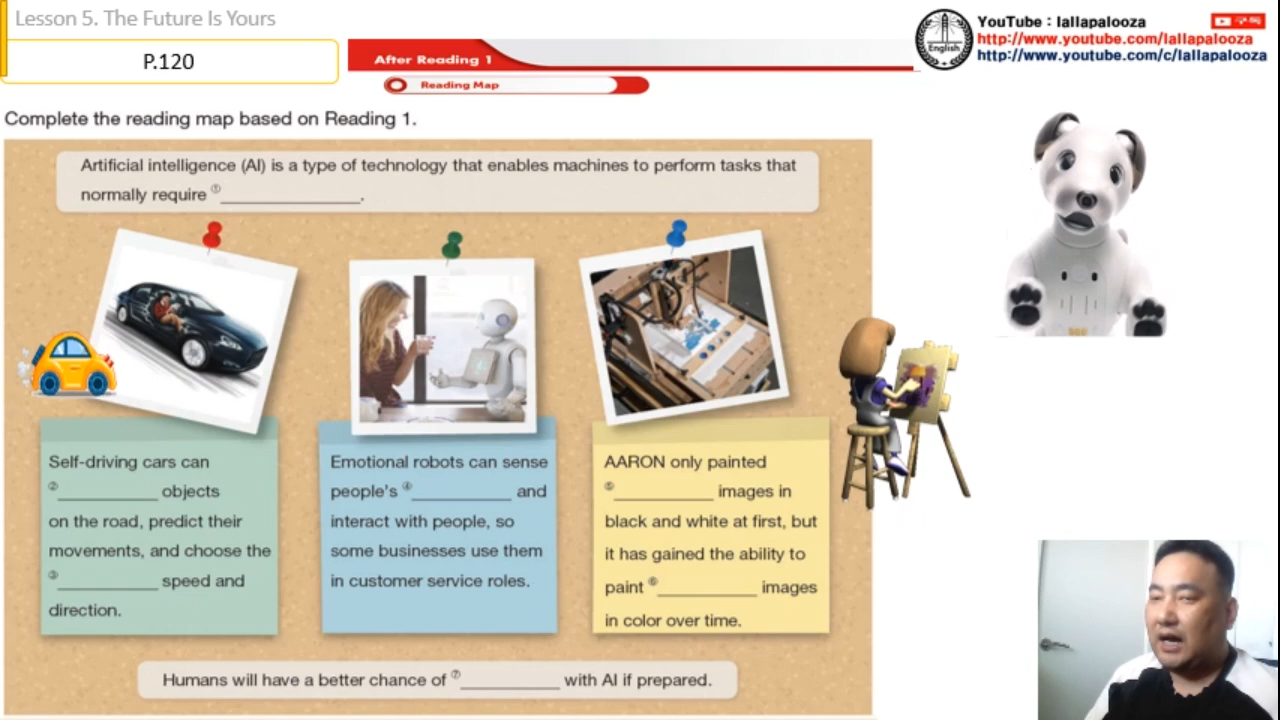 Lesson 5. The Future Is Yours
P.120
After Reading 1
Reading Map
English
YouTube : lallapalooza
http://www.youtube.com/lallapalooza
http://www.youtube.com/c/lallapalooza
Complete the reading map based on Reading 1.
Artificial intelligence (AI) is a type of technology that enables machines to perform tasks that
normally require ① ______________.
Self-driving cars can
② __________ objects
on the road, predict their
movements, and choose the
③ __________ speed and
direction.
Emotional robots can sense
people's ④ __________ and
interact with people, so
some businesses use them
in customer service roles.
AARON only painted
⑤ __________ images in
black and white at first, but
it has gained the ability to
paint ⑥ __________ images
in color over time.
Humans will have a better chance of ⑦ __________ with AI if prepared.